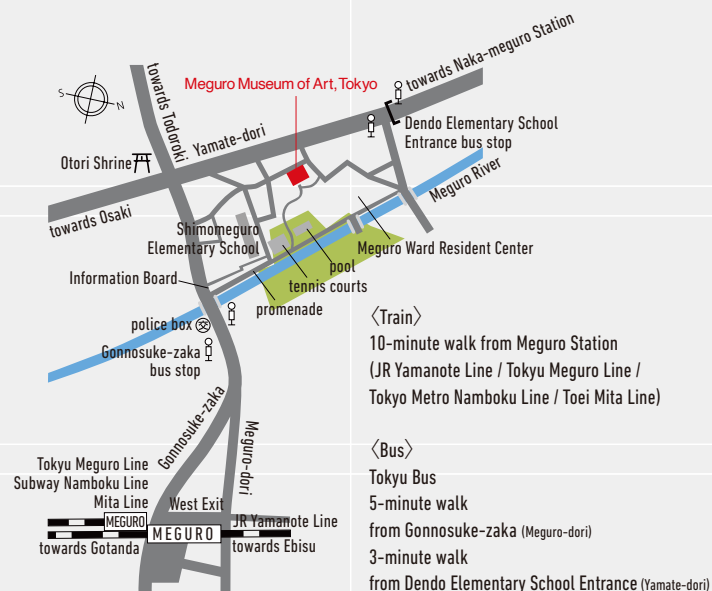 towards Naka-meguro Station
towards Todoroki
Meguro Museum of Art, Tokyo
S
N
Yamate-dori
Dendo Elementary School
Entrance bus stop
Otori Shrine
Meguro River
towards Osaki
Shimomeguro
Elementary School
Meguro Ward Resident Center
pool
Information Board
tennis courts
promenade
police box
交
Gonnosuke-zaka
bus stop
〈Train〉
10-minute walk from Meguro Station
(JR Yamanote Line / Tokyu Meguro Line /
Tokyo Metro Namboku Line / Toei Mita Line)
Gonnosuke-zaka
Meguro-dori
Tokyu Meguro Line
Subway Namboku Line
Mita Line
West Exit
MEGURO
MEGURO
JR Yamanote Line
towards Gotanda
towards Ebisu
〈Bus〉
Tokyu Bus
5-minute walk
from Gonnosuke-zaka (Meguro-dori)
3-minute walk
from Dendo Elementary School Entrance (Yamate-dori)